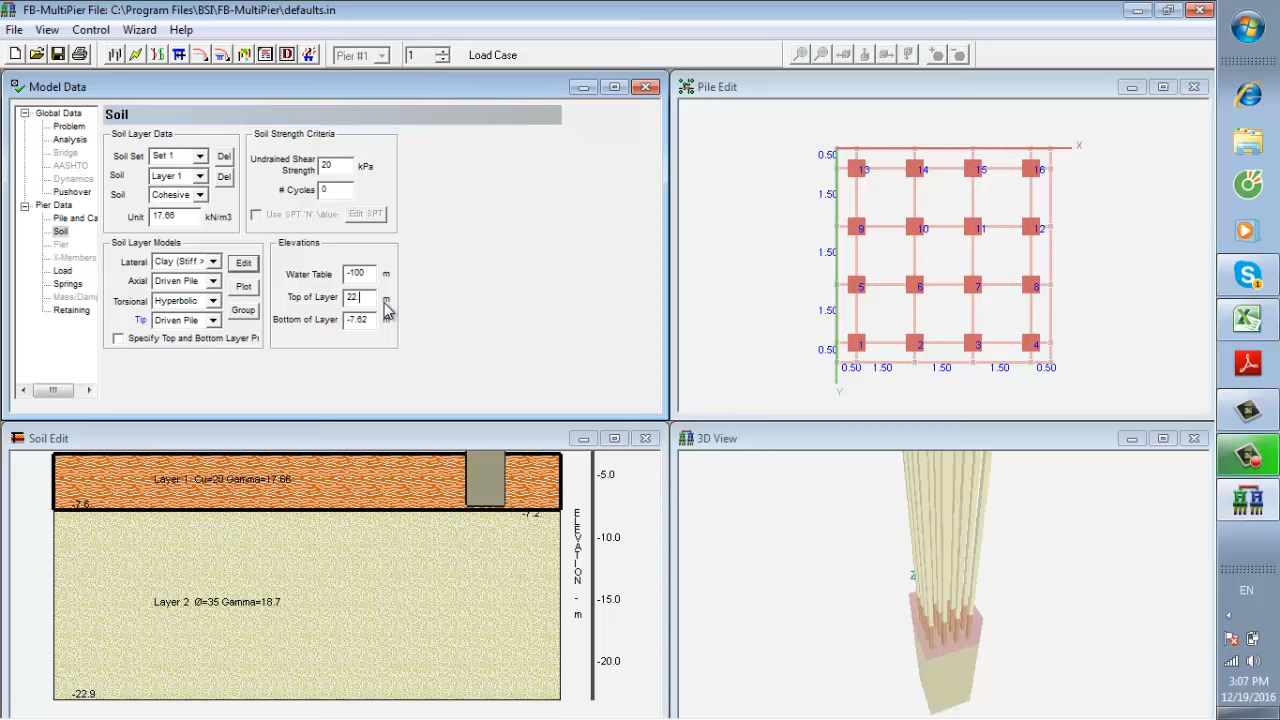 FB-MultiPier File: C:\Program Files\BSI\FB-MultiPier\defaults.in
File View Control Wizard Help
Pier #1 1 Load Case
Model Data
Global Data
Problem
Analysis
Bridge
AASHTO
Dynamics
Pushover
Pier Data
Pile and Ca
Soil
Pier
X-Members
Load
Springs
Mass/Damp
Retaining
Soil
Soil Layer Data
Soil Set Set 1 Del
Soil Layer 1 Del
Soil Cohesive
Unit 17.66 kN/m3
Soil Strength Criteria
Undrained Shear
Strength 20 kPa
# Cycles 0
Use SPT 'N' Value: Edit SPT
Soil Layer Models
Lateral Clay (Stiff > Edit
Axial Driven Pile Plot
Torsional Hyperbolic Group
Tip Driven Pile
Specify Top and Bottom Layer Pr
Elevations
Water Table -100 m
Top of Layer 22. m
Bottom of Layer -7.62
Pile Edit
X
0.50 13 14 15 16
1.50
9 10 11 12
1.50
5 6 7 8
1.50
0.50 1 2 3 4
0.50 1.50 1.50 1.50 0.50
Y
Soil Edit
Layer 1 Cu=20 Gamma=17.66
-7.6
-7.2
Layer 2 Ø=35 Gamma=18.7
-22.9
-5.0
-10.0
-15.0
-20.0
ELEVATION - m
3D View
Z
EN
3:07 PM
12/19/2016